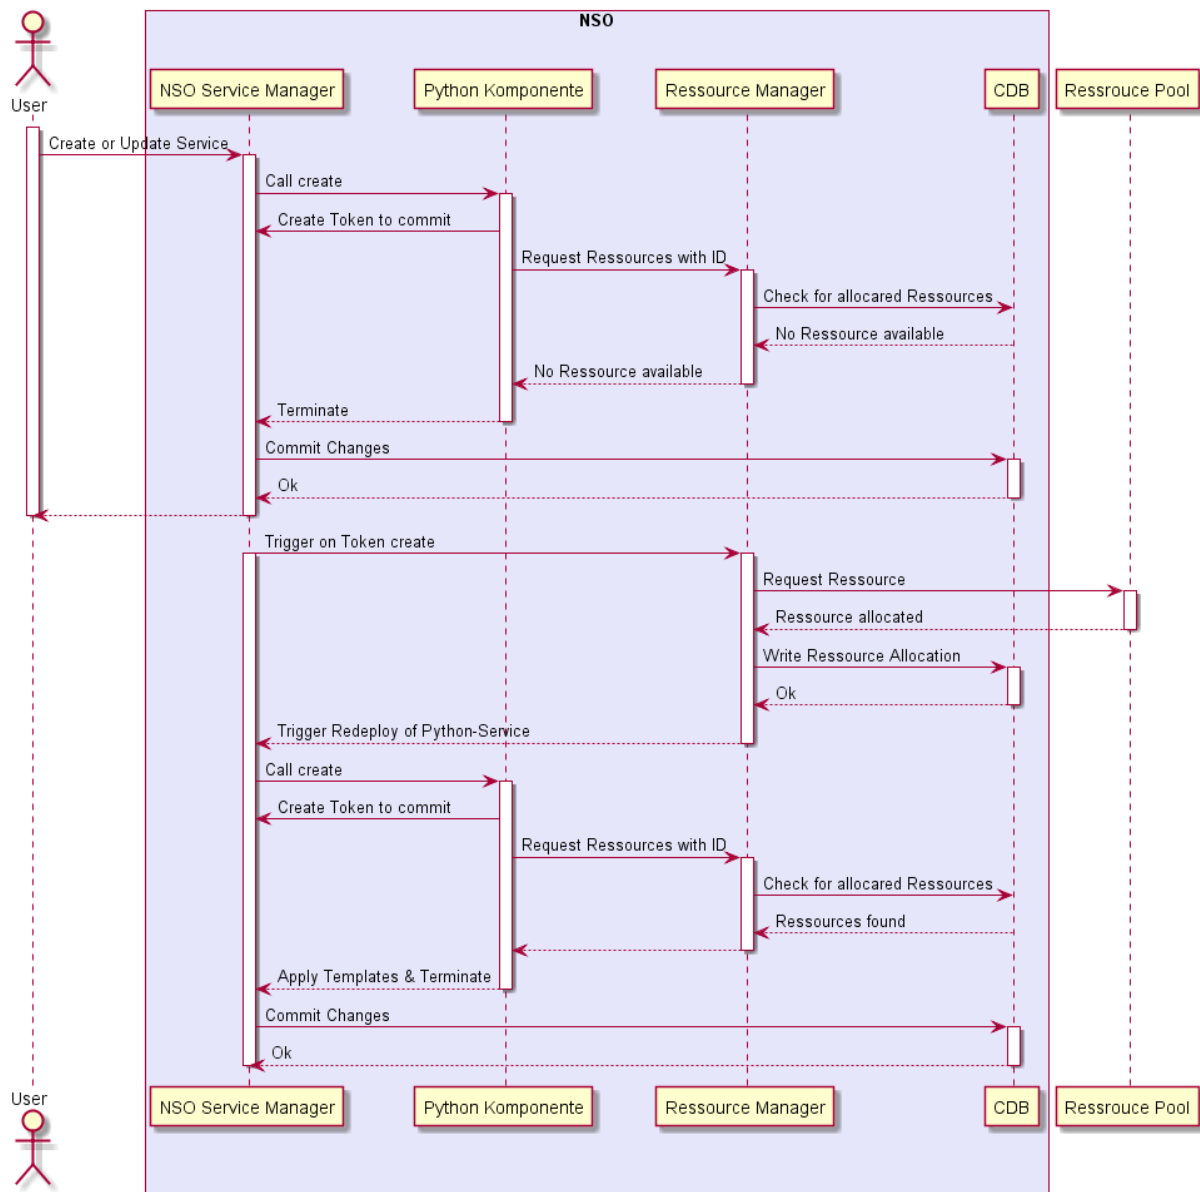 NSO
User
NSO Service Manager
Python Komponente
Ressource Manager
CDB
Ressrouce Pool
Create or Update Service
Call create
Create Token to commit
Request Ressources with ID
Check for allocared Ressources
No Ressource available
No Ressource available
Terminate
Commit Changes
Ok
Trigger on Token create
Request Ressource
Ressource allocated
Write Ressource Allocation
Ok
Trigger Redeploy of Python-Service
Call create
Create Token to commit
Request Ressources with ID
Check for allocared Ressources
Ressources found
Apply Templates & Terminate
Commit Changes
Ok
User
NSO Service Manager
Python Komponente
Ressource Manager
CDB
Ressrouce Pool